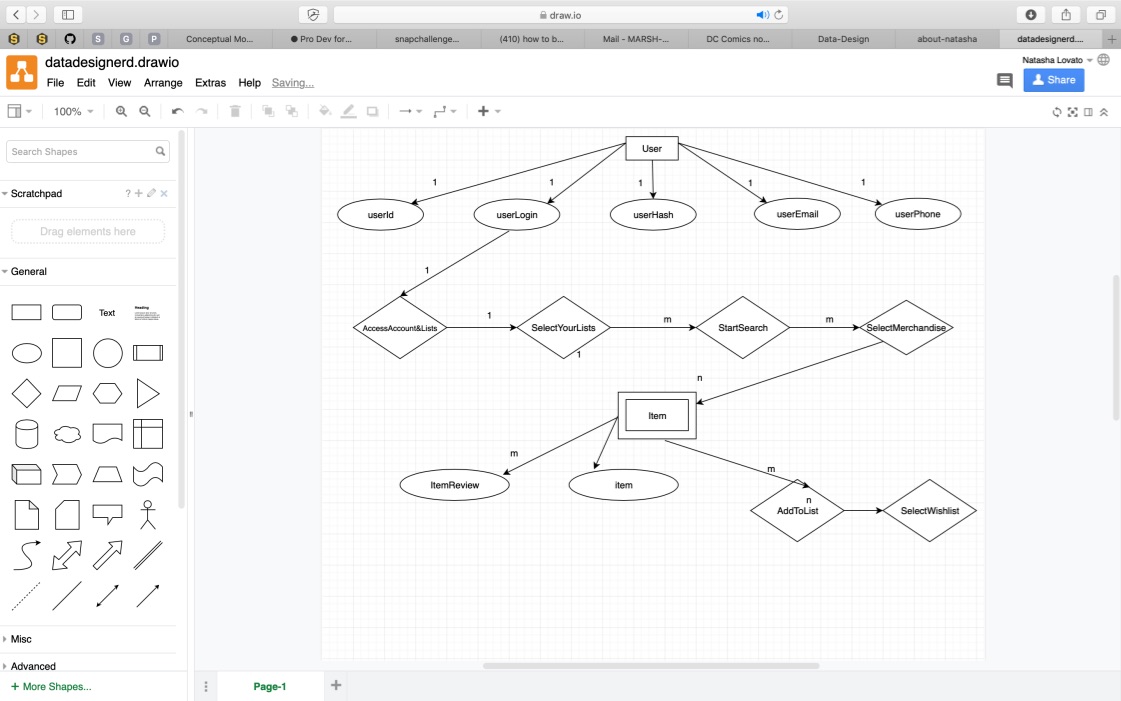 draw.io
S
G
P
Conceptual Mo...
Pro Dev for...
snapchallenge...
(410) how to b...
Mail - MARSH-...
DC Comics no...
Data-Design
about-natasha
datadesignerd....
datadesignerd.drawio
Natasha Lovato
File Edit View Arrange Extras Help Saving...
Share
100%
Search Shapes
Scratchpad
?
Drag elements here
General
Text
Heading
Misc
Advanced
+ More Shapes...
User
1
1
1
1
1
userId
userLogin
userHash
userEmail
userPhone
1
AccessAccount&Lists
1
SelectYourLists
m
StartSearch
m
SelectMerchandise
1
n
Item
m
m
ItemReview
item
n
AddToList
SelectWishlist
Page-1